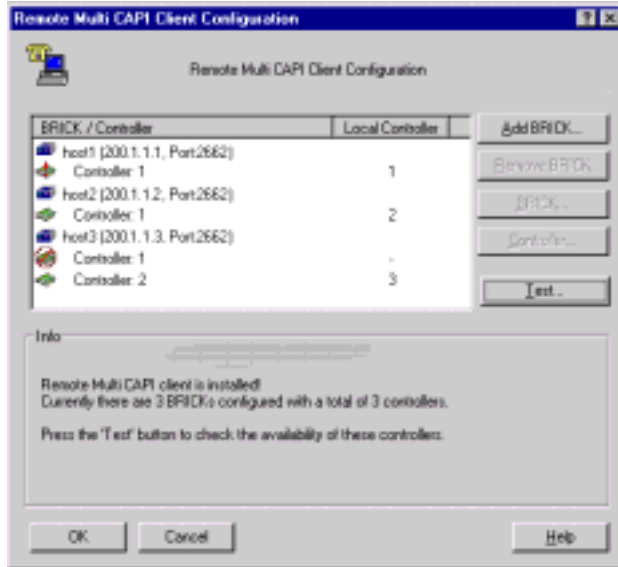 Remote Multi CAPI Client Configuration
Remote Multi CAPI Client Configuration
BRICK / Controller Local Controller
host1 (200.1.1.1, Port:2662)
Controller: 1 1
host2 (200.1.1.2, Port:2662)
Controller: 1 2
host3 (200.1.1.3, Port:2662)
Controller: 1 -
Controller: 2 3
Add BRICK...
Remove BRICK
BRICK...
Controller...
Test...
Info
Remote Multi CAPI client is installed!
Currently there are 3 BRICKs configured with a total of 3 controllers.
Press the 'Test' button to check the availability of these controllers.
OK Cancel Help